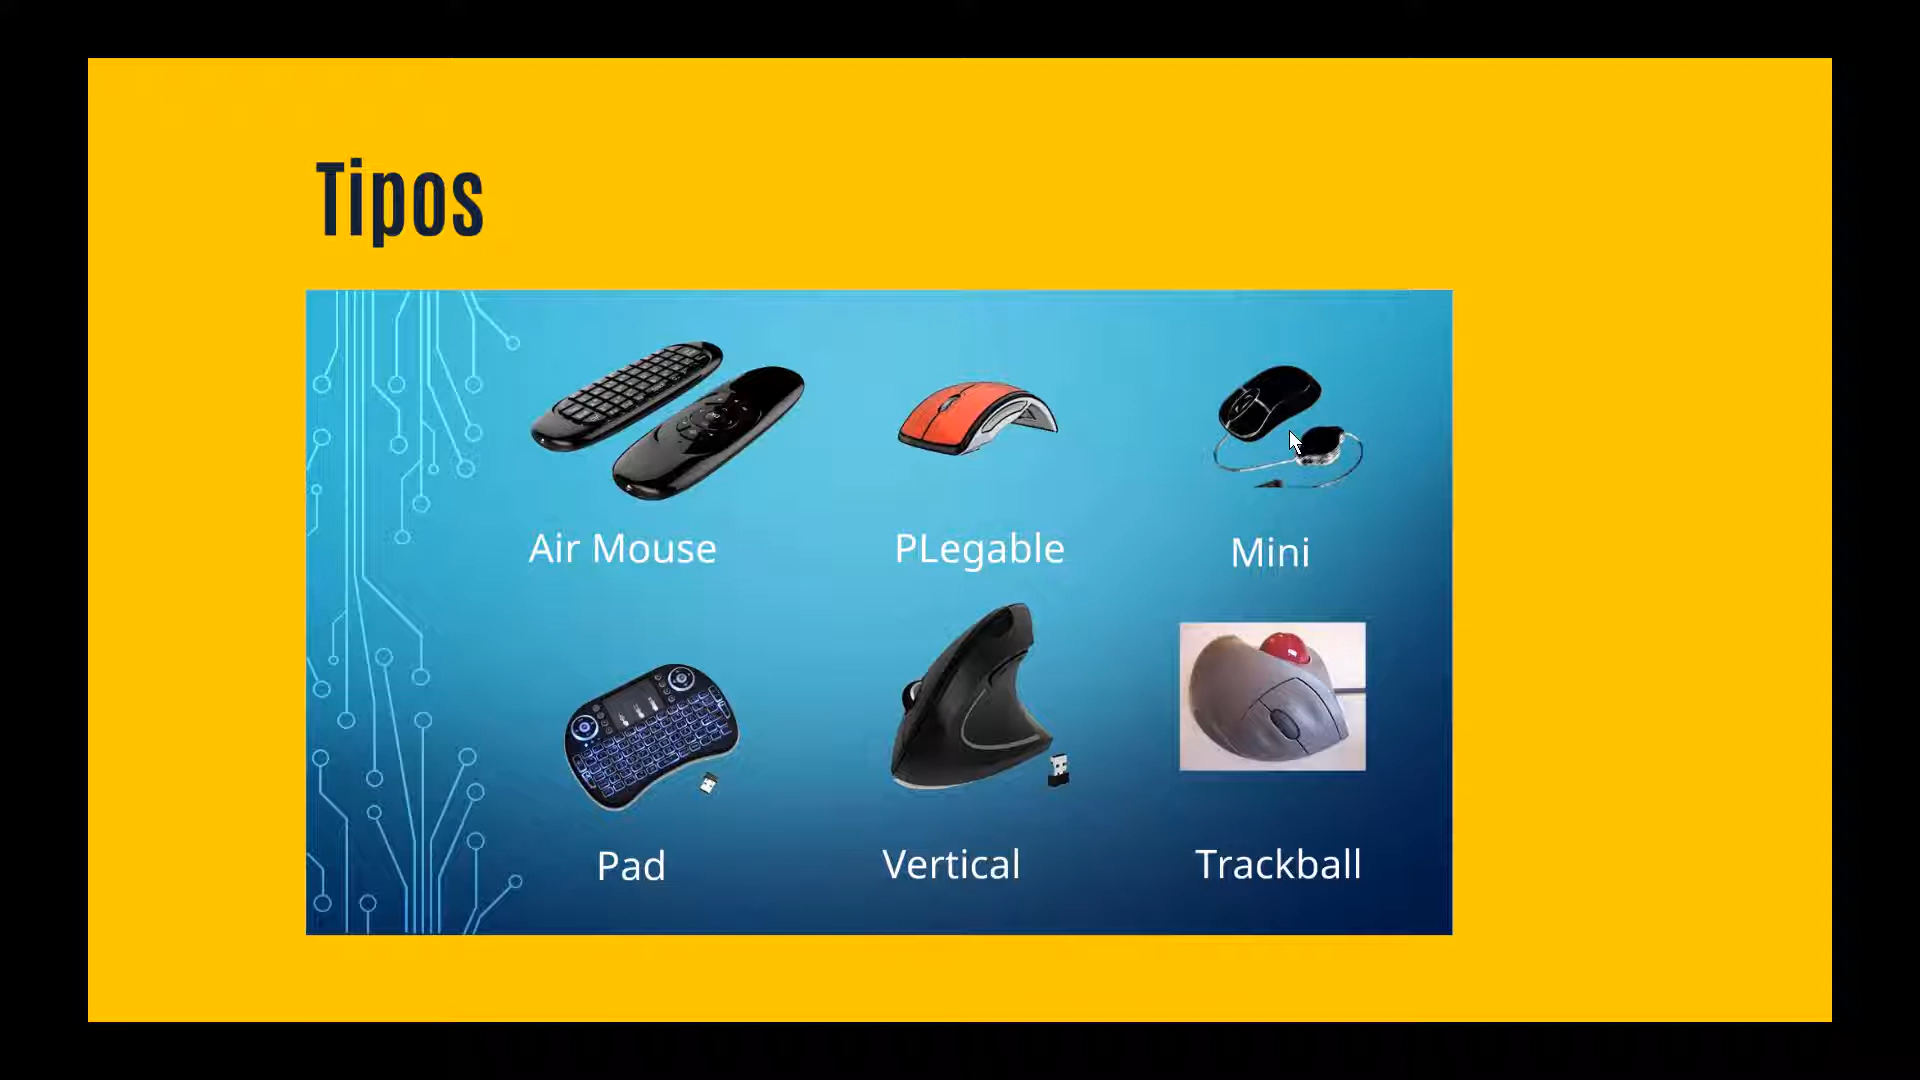 Tipos
Air Mouse
PLegable
Mini
Pad
Vertical
Trackball